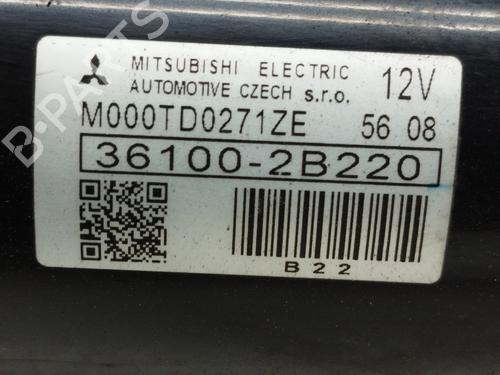 MITSUBISHI ELECTRIC
AUTOMOTIVE CZECH s.r.o. 12V
M000TD0271ZE 56 08
36100-2B220
B22
B-PARTS